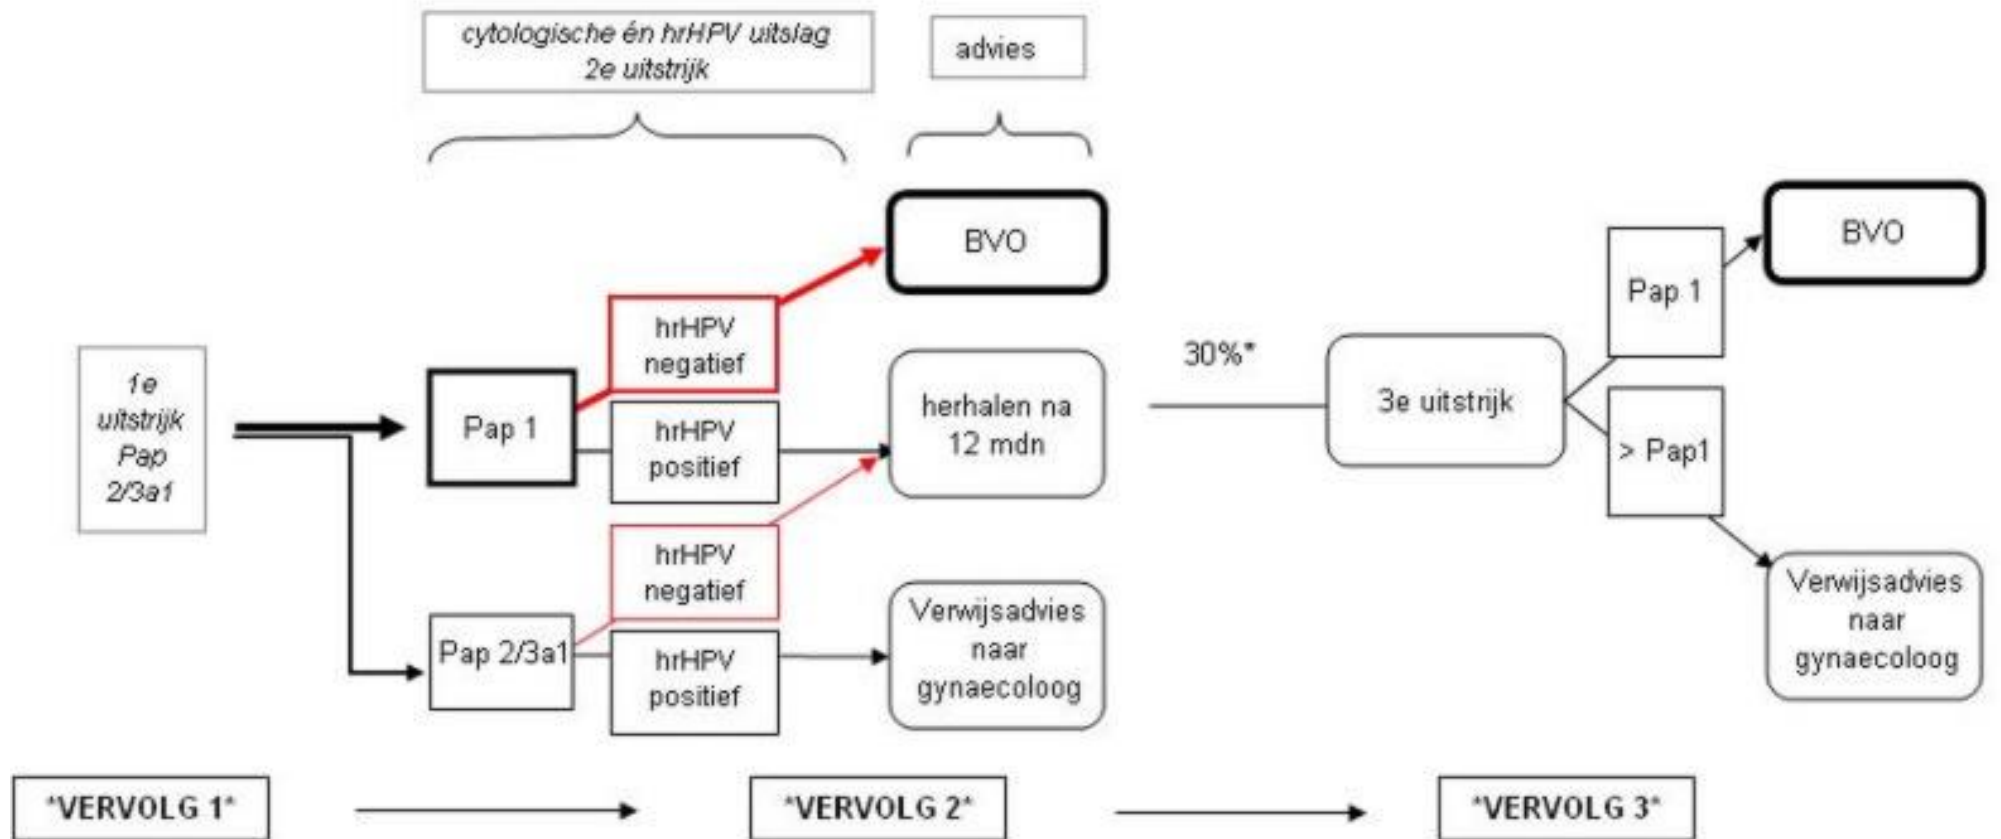 cytologische én hrHPV uitslag
2e uitstrijk
advies
1e
uitstrijk
Pap
2/3a1
Pap 1
hrHPV
negatief
hrHPV
positief
Pap 2/3a1
hrHPV
negatief
hrHPV
positief
BVO
herhalen na
12 mdn
Verwijsadvies
naar
gynaecoloog
30%*
3e uitstrijk
Pap 1
> Pap1
BVO
Verwijsadvies
naar
gynaecoloog
*VERVOLG 1*
*VERVOLG 2*
*VERVOLG 3*